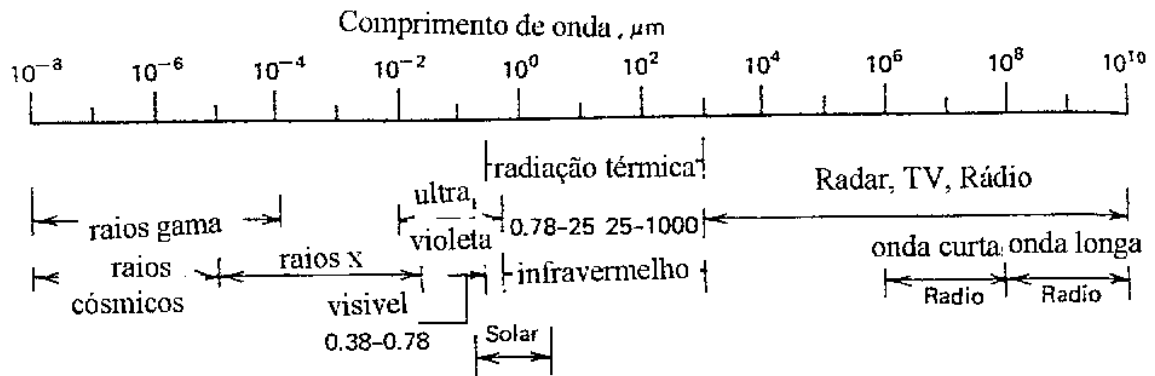 Comprimento de onda, μm
10⁻⁸ 10⁻⁶ 10⁻⁴ 10⁻² 10⁰ 10² 10⁴ 10⁶ 10⁸ 10¹⁰
radiação térmica
Radar, TV, Rádio
ultra
violeta
0.78-25 25-1000
raios gama
onda curta onda longa
raios x
infravermelho
raios
cósmicos
visivel
0.38-0.78
Radio Radio
Solar